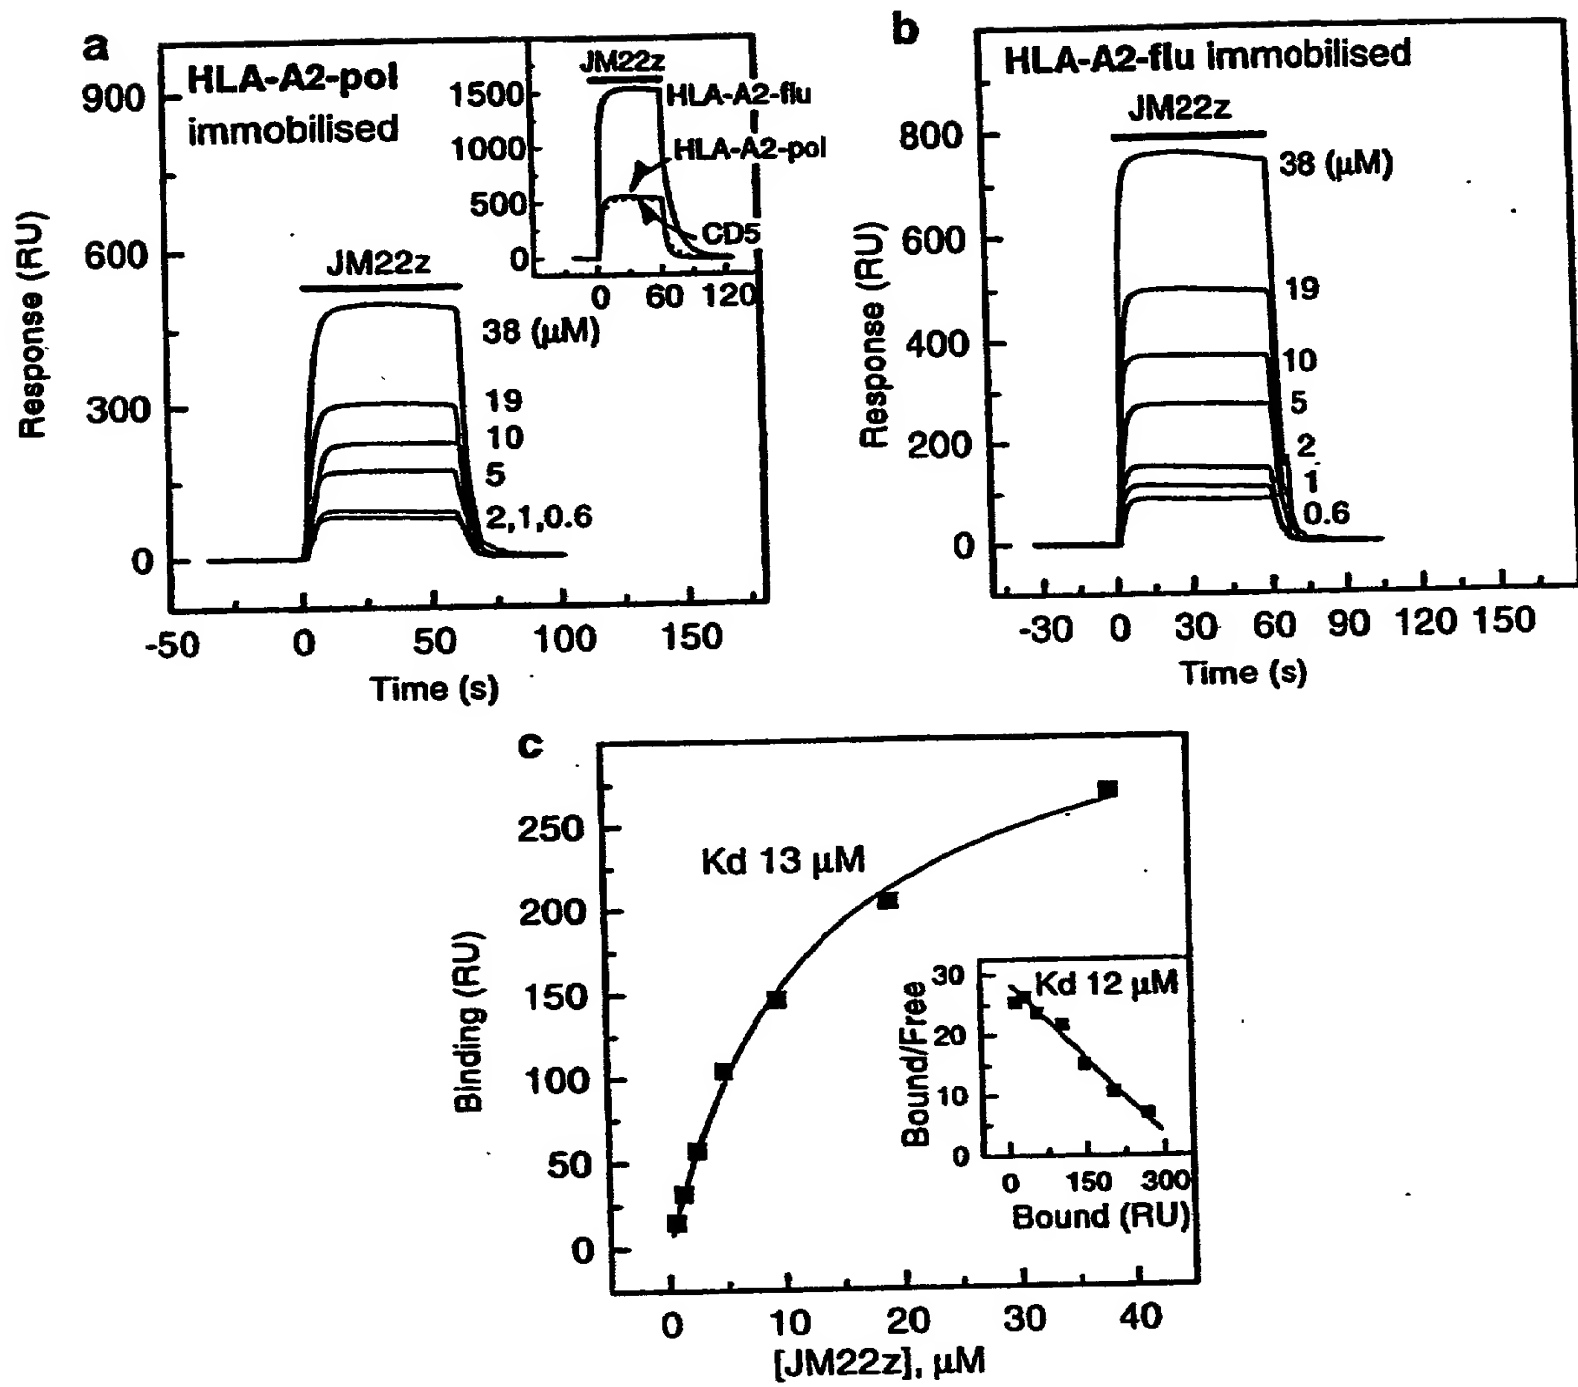 a
HLA-A2-pol
immobilised
900
600
300
0
Response (RU)
JM22z
38 (µM)
19
10
5
2,1,0.6
-50 0 50 100 150
Time (s)
JM22z
1500
1000
500
0
HLA-A2-flu
HLA-A2-pol
CD5
0 60 120
b
HLA-A2-flu immobilised
JM22z
800
600
400
200
0
Response (RU)
38 (µM)
19
10
5
2
1
0.6
-30 0 30 60 90 120 150
Time (s)
c
Kd 13 µM
250
200
150
100
50
0
Binding (RU)
0 10 20 30 40
[JM22z], µM
Kd 12 µM
30
20
10
0
Bound/Free
0 150 300
Bound (RU)